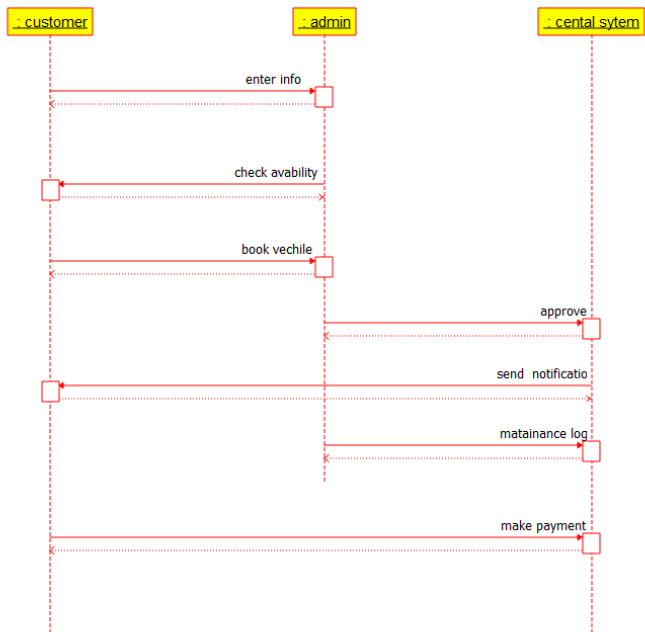 : customer
: admin
: cental sytem
enter info
check avability
book vechile
approve
send notificatio
matainance log
make payment